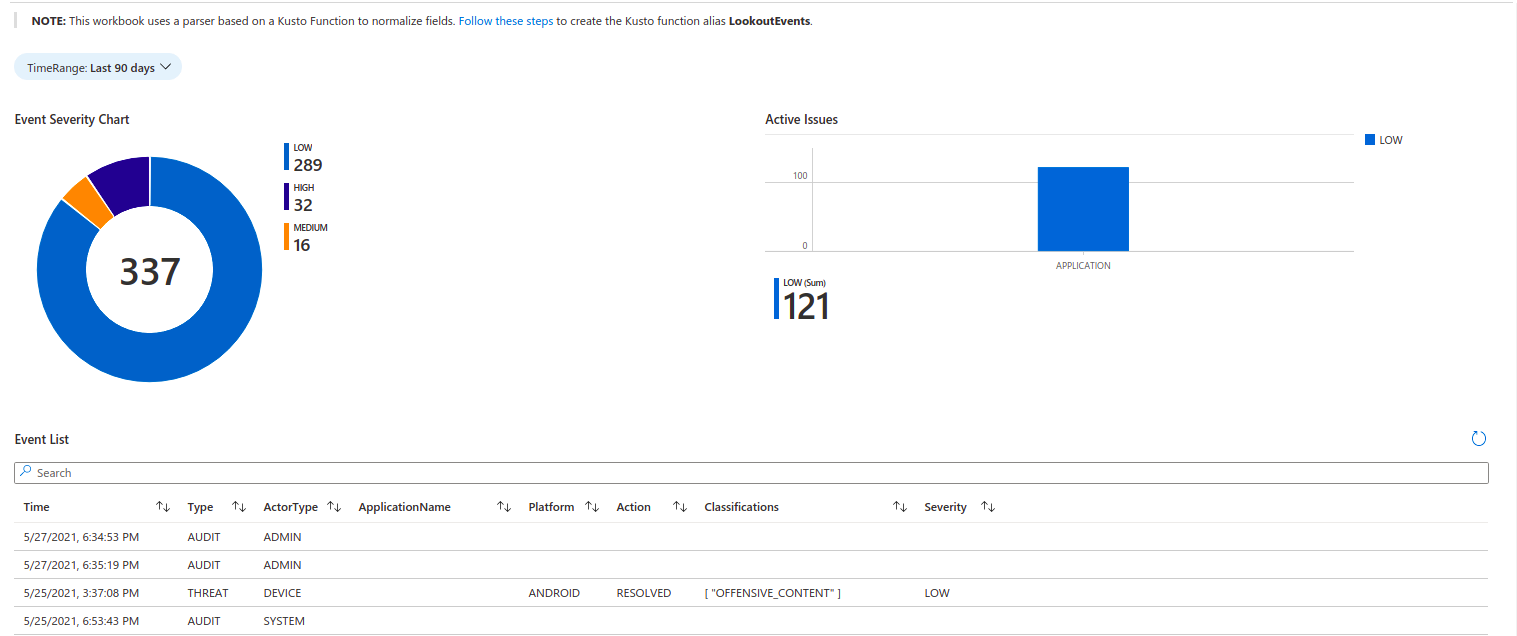 NOTE: This workbook uses a parser based on a Kusto Function to normalize fields. Follow these steps to create the Kusto function alias LookoutEvents.
TimeRange: Last 90 days
Event Severity Chart
LOW
289
HIGH
32
MEDIUM
16
337
Active Issues
LOW
100
0
APPLICATION
LOW (Sum)
121
Event List
Search
Time Type ActorType ApplicationName Platform Action Classifications Severity
5/27/2021, 6:34:53 PM AUDIT ADMIN
5/27/2021, 6:35:19 PM AUDIT ADMIN
5/25/2021, 3:37:08 PM THREAT DEVICE ANDROID RESOLVED [ "OFFENSIVE_CONTENT" ] LOW
5/25/2021, 6:53:43 PM AUDIT SYSTEM